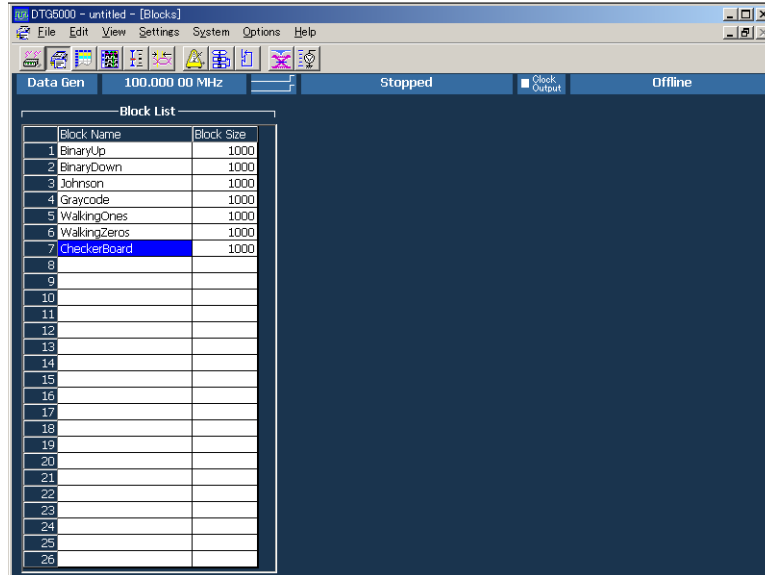 DTG5000 - untitled - [Blocks]
File Edit View Settings System Options Help
Data Gen 100.000 00 MHz Stopped Clock Output Offline
Block List
Block Name Block Size
1 BinaryUp 1000
2 BinaryDown 1000
3 Johnson 1000
4 Graycode 1000
5 WalkingOnes 1000
6 WalkingZeros 1000
7 CheckerBoard 1000
8
9
10
11
12
13
14
15
16
17
18
19
20
21
22
23
24
25
26